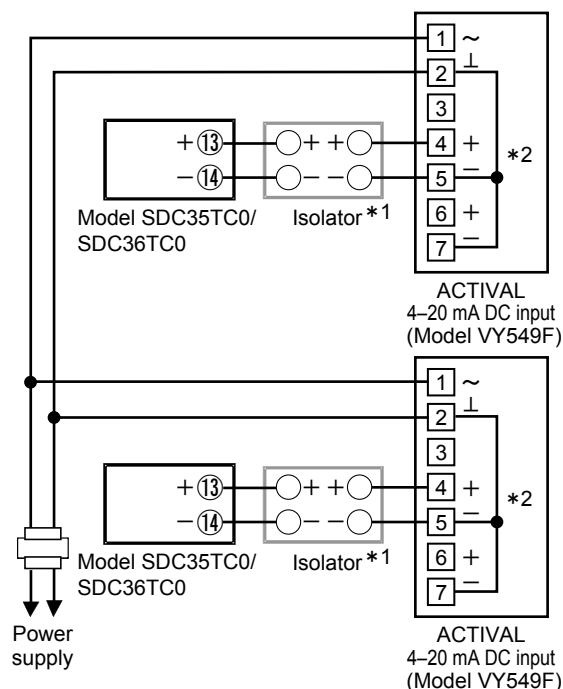 1 ~
2 ⊥
3
+ ⑬ + + 4 +
∗2
− ⑭ − − 5 −
6 +
7 −
Model SDC35TC0/
SDC36TC0
Isolator ∗1
ACTIVAL
4–20 mA DC input
(Model VY549F)
1 ~
2 ⊥
3
+ ⑬ + + 4 +
∗2
− ⑭ − − 5 −
6 +
7 −
Model SDC35TC0/
SDC36TC0
Isolator ∗1
Power
supply
ACTIVAL
4–20 mA DC input
(Model VY549F)